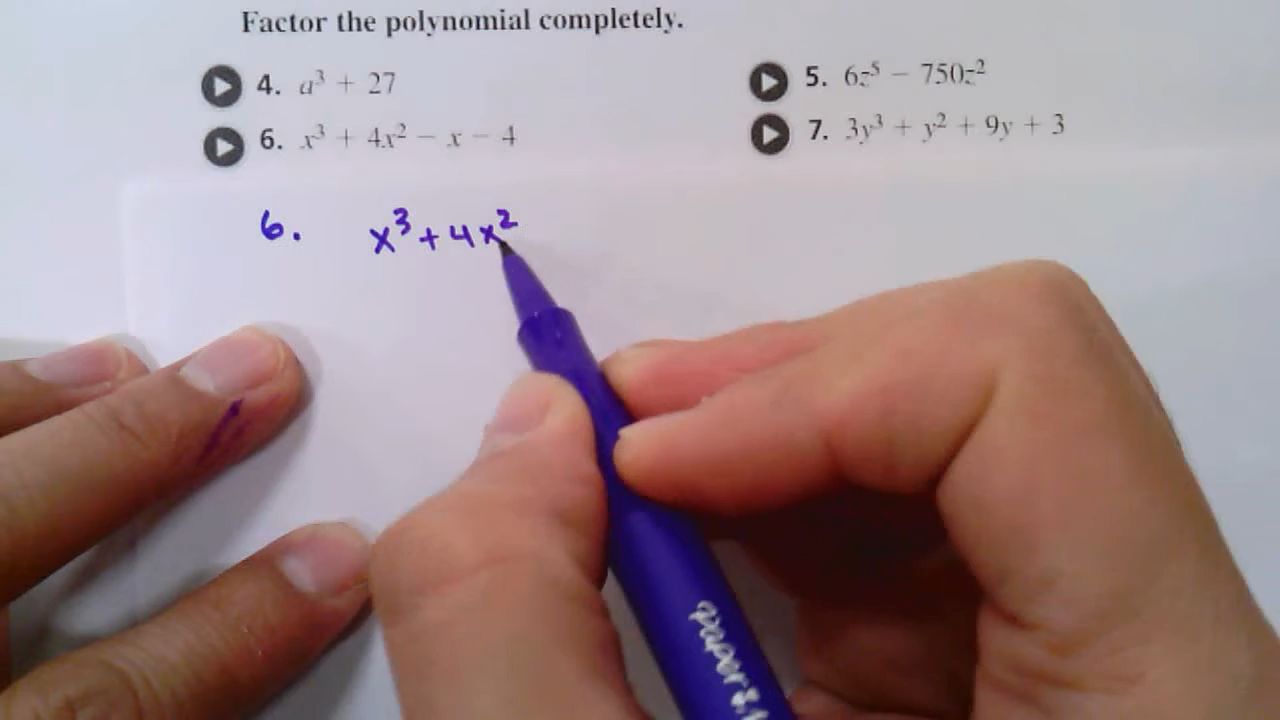 Factor the polynomial completely.
4. a³ + 27
5. 6z⁵ − 750z²
6. x³ + 4x² − x − 4
7. 3y³ + y² + 9y + 3
6. x³ + 4x²
paper